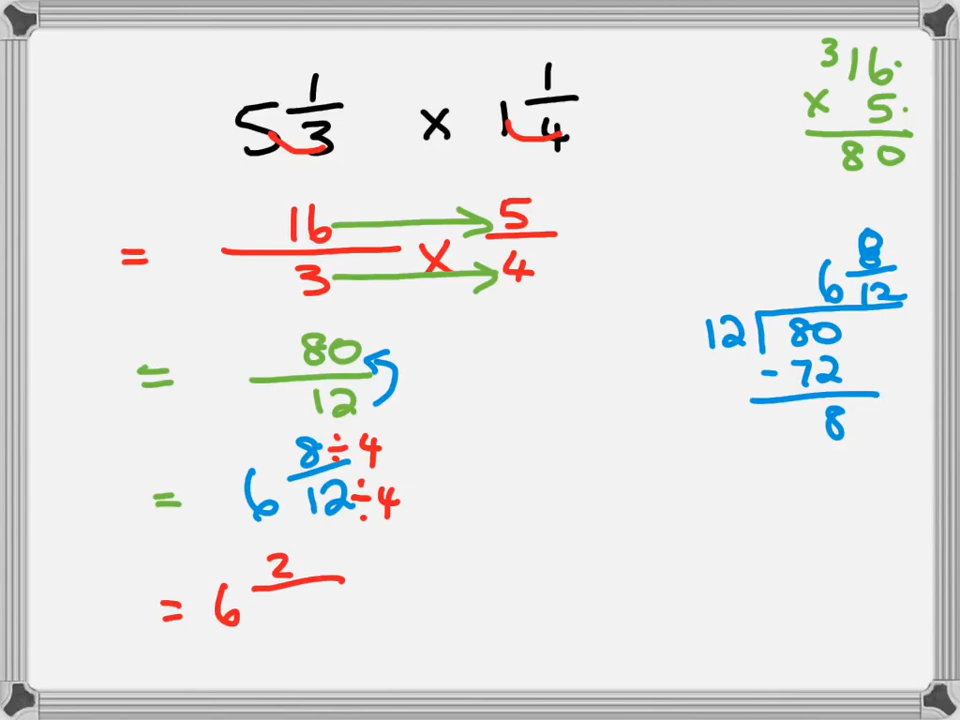 5 1/3 x 1 1/4
= 16/3 x 5/4
= 80/12
= 6 8÷4/12÷4
= 6 2/
3
16.
x 5.
80
6 8/12
12 80
-72
8